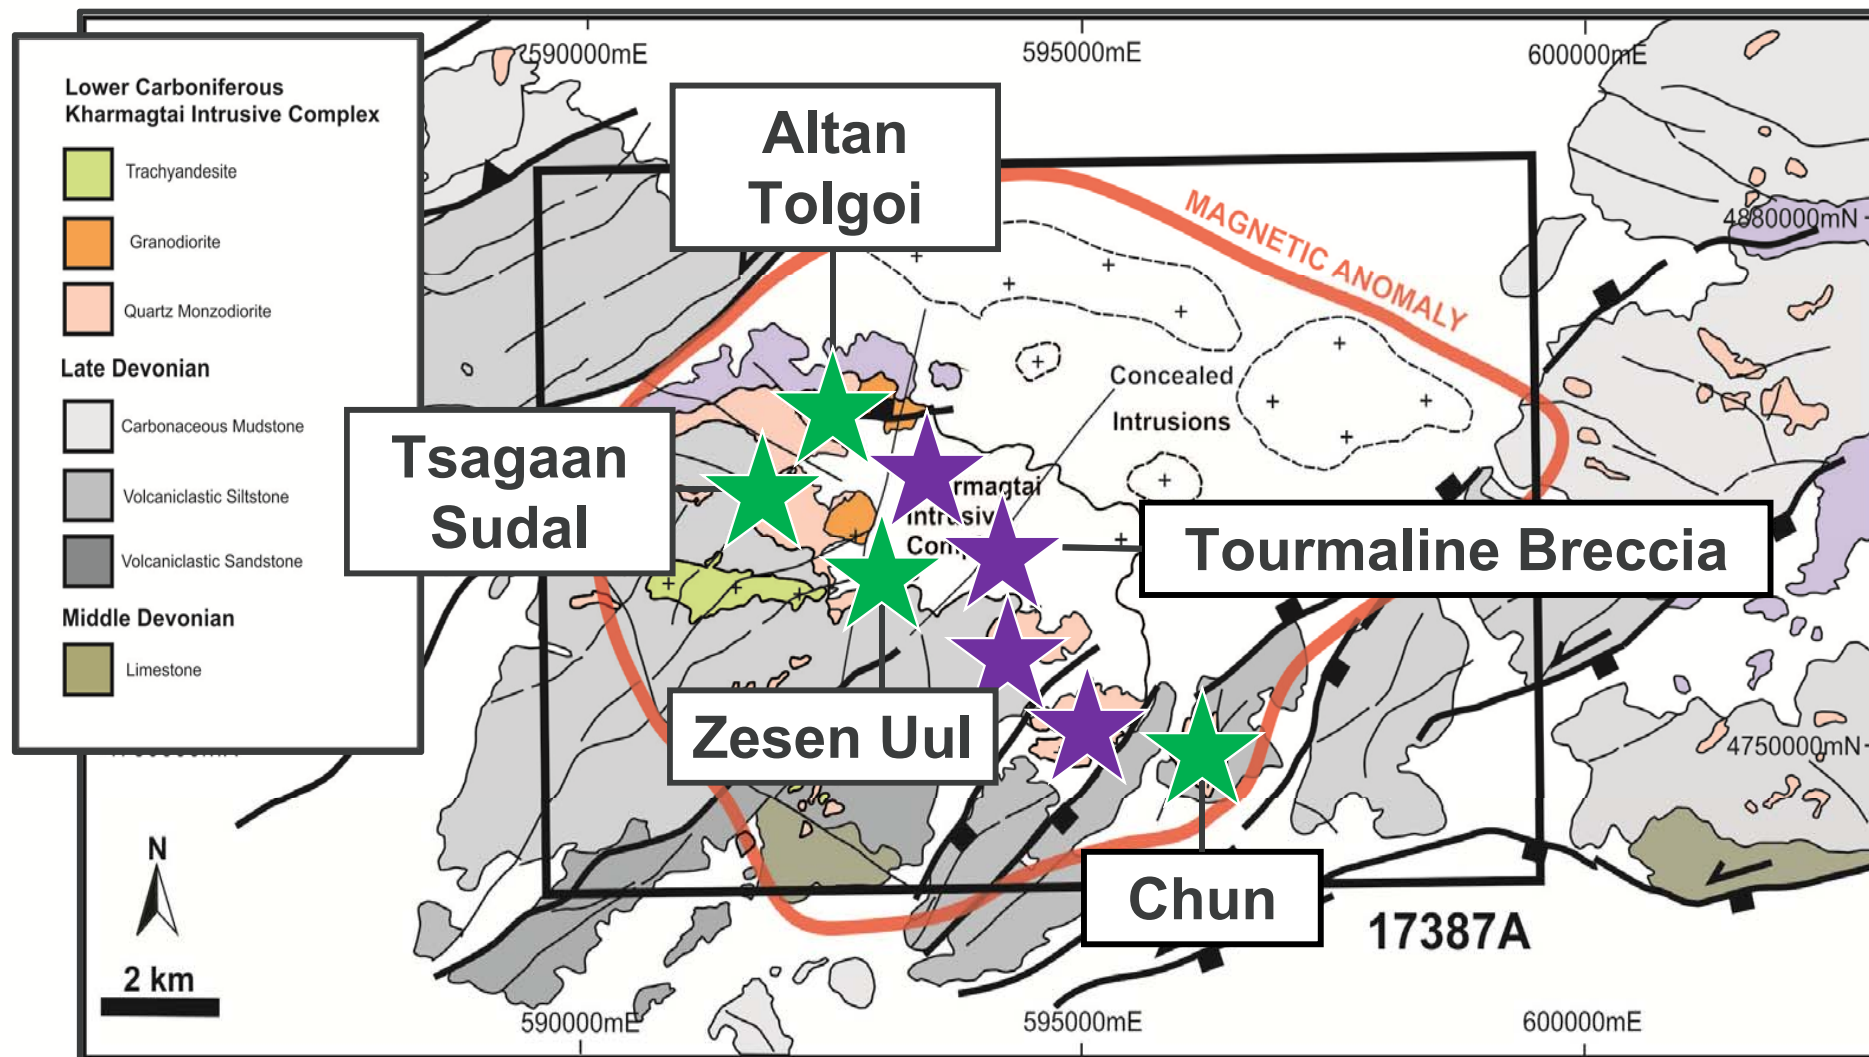 590000mE
595000mE
600000mE
Lower Carboniferous
Kharmagtai Intrusive Complex
Trachyandesite
Granodiorite
Quartz Monzodiorite
Late Devonian
Carbonaceous Mudstone
Volcaniclastic Siltstone
Volcaniclastic Sandstone
Middle Devonian
Limestone
Altan
Tolgoi
MAGNETIC ANOMALY
4880000mN
Concealed
Intrusions
Tsagaan
Sudal
Tourmaline Breccia
Zesen Uul
4750000mN
Chun
17387A
N
2 km
590000mE
595000mE
600000mE